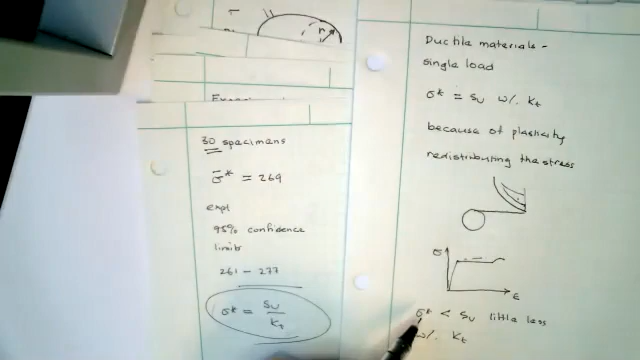 r
30 specimens
σ̄* = 269
expt
95% confidence
limits
261 - 277
σ* = Su / Kt
Ductile materials -
single load
σ* = Su w/. Kt
because of plasticity
redistributing the stress
σ
ε
σ* < Su little less
w/. Kt